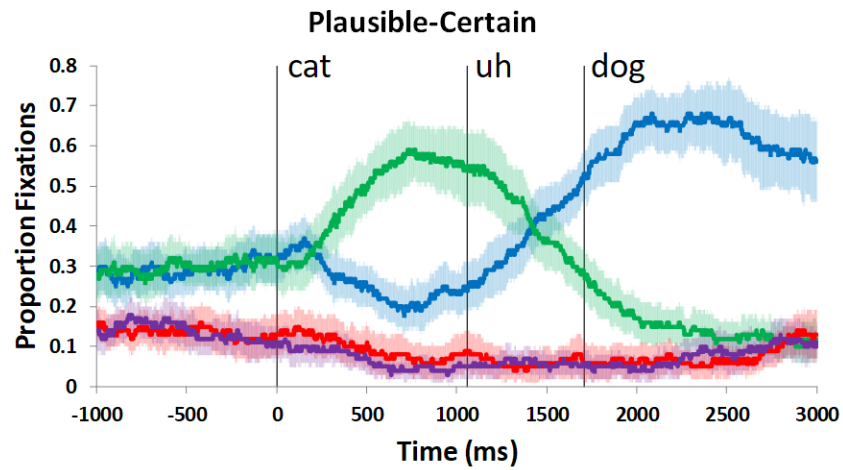 Plausible-Certain
cat uh dog
Proportion Fixations
0.8
0.7
0.6
0.5
0.4
0.3
0.2
0.1
0
-1000 -500 0 500 1000 1500 2000 2500 3000
Time (ms)